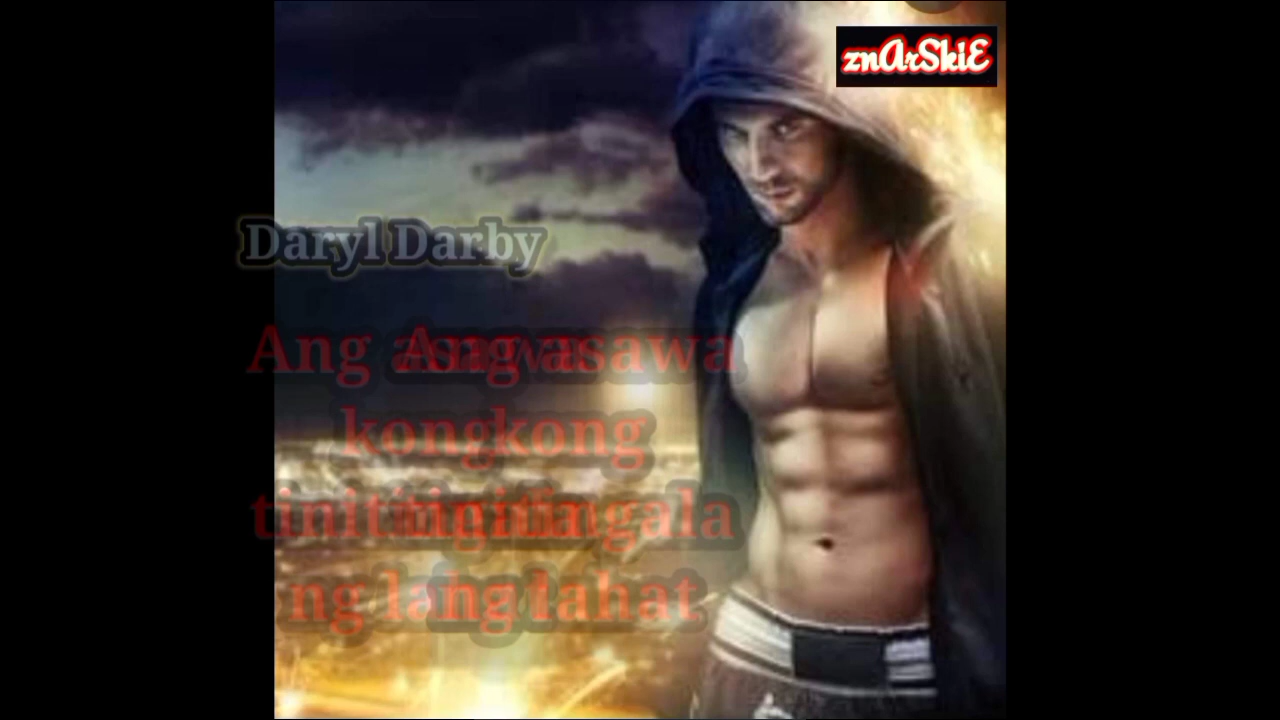 znArSkiE
Daryl Darby
Ang asawa
kong
tinitingala
ng lahat